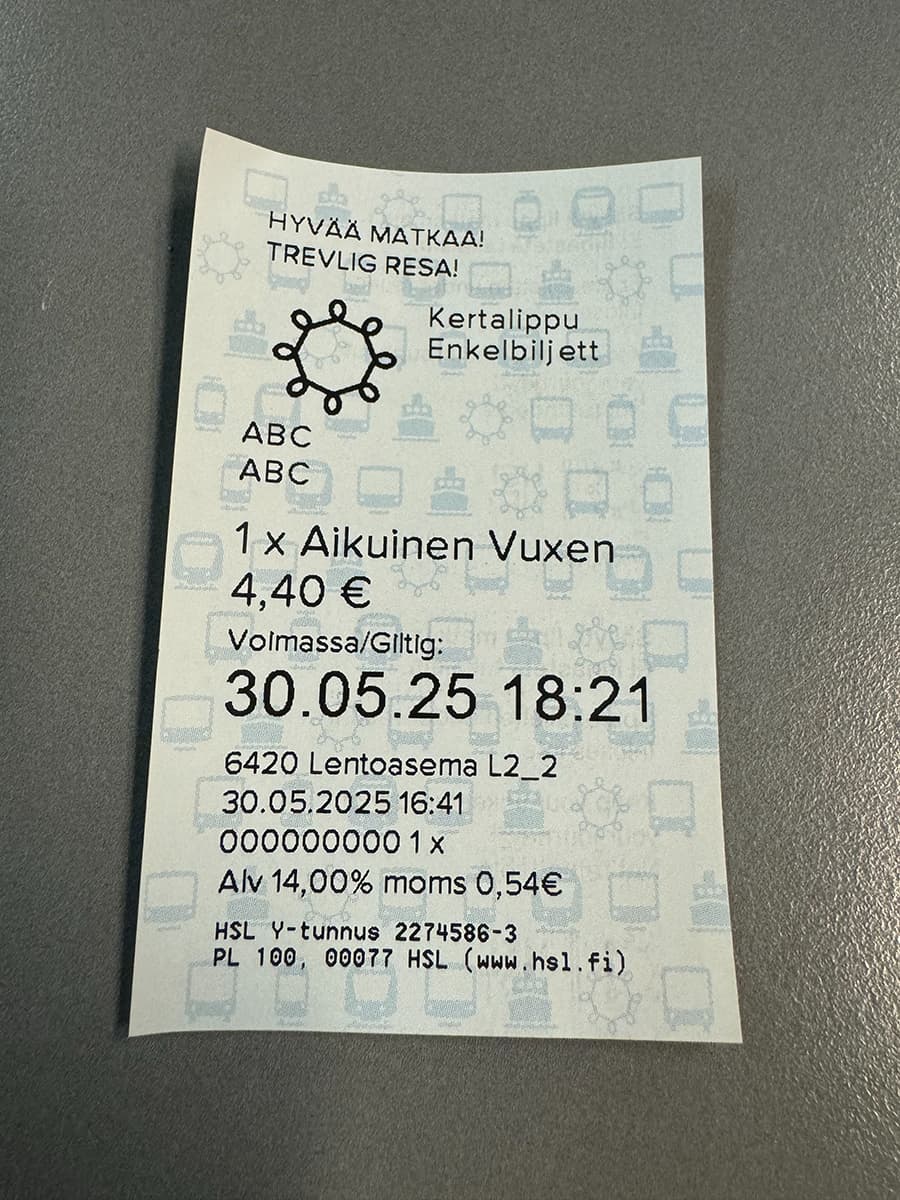 HYVÄÄ MATKAA!
TREVLIG RESA!
Kertalippu
Enkelbiljett
ABC
ABC
1 x Aikuinen Vuxen
4,40 €
Voimassa/Giltig:
30.05.25 18:21
6420 Lentoasema L2_2
30.05.2025 16:41
000000000 1 x
Alv 14,00% moms 0,54€
HSL Y-tunnus 2274586-3
PL 100, 00077 HSL (www.hsl.fi)